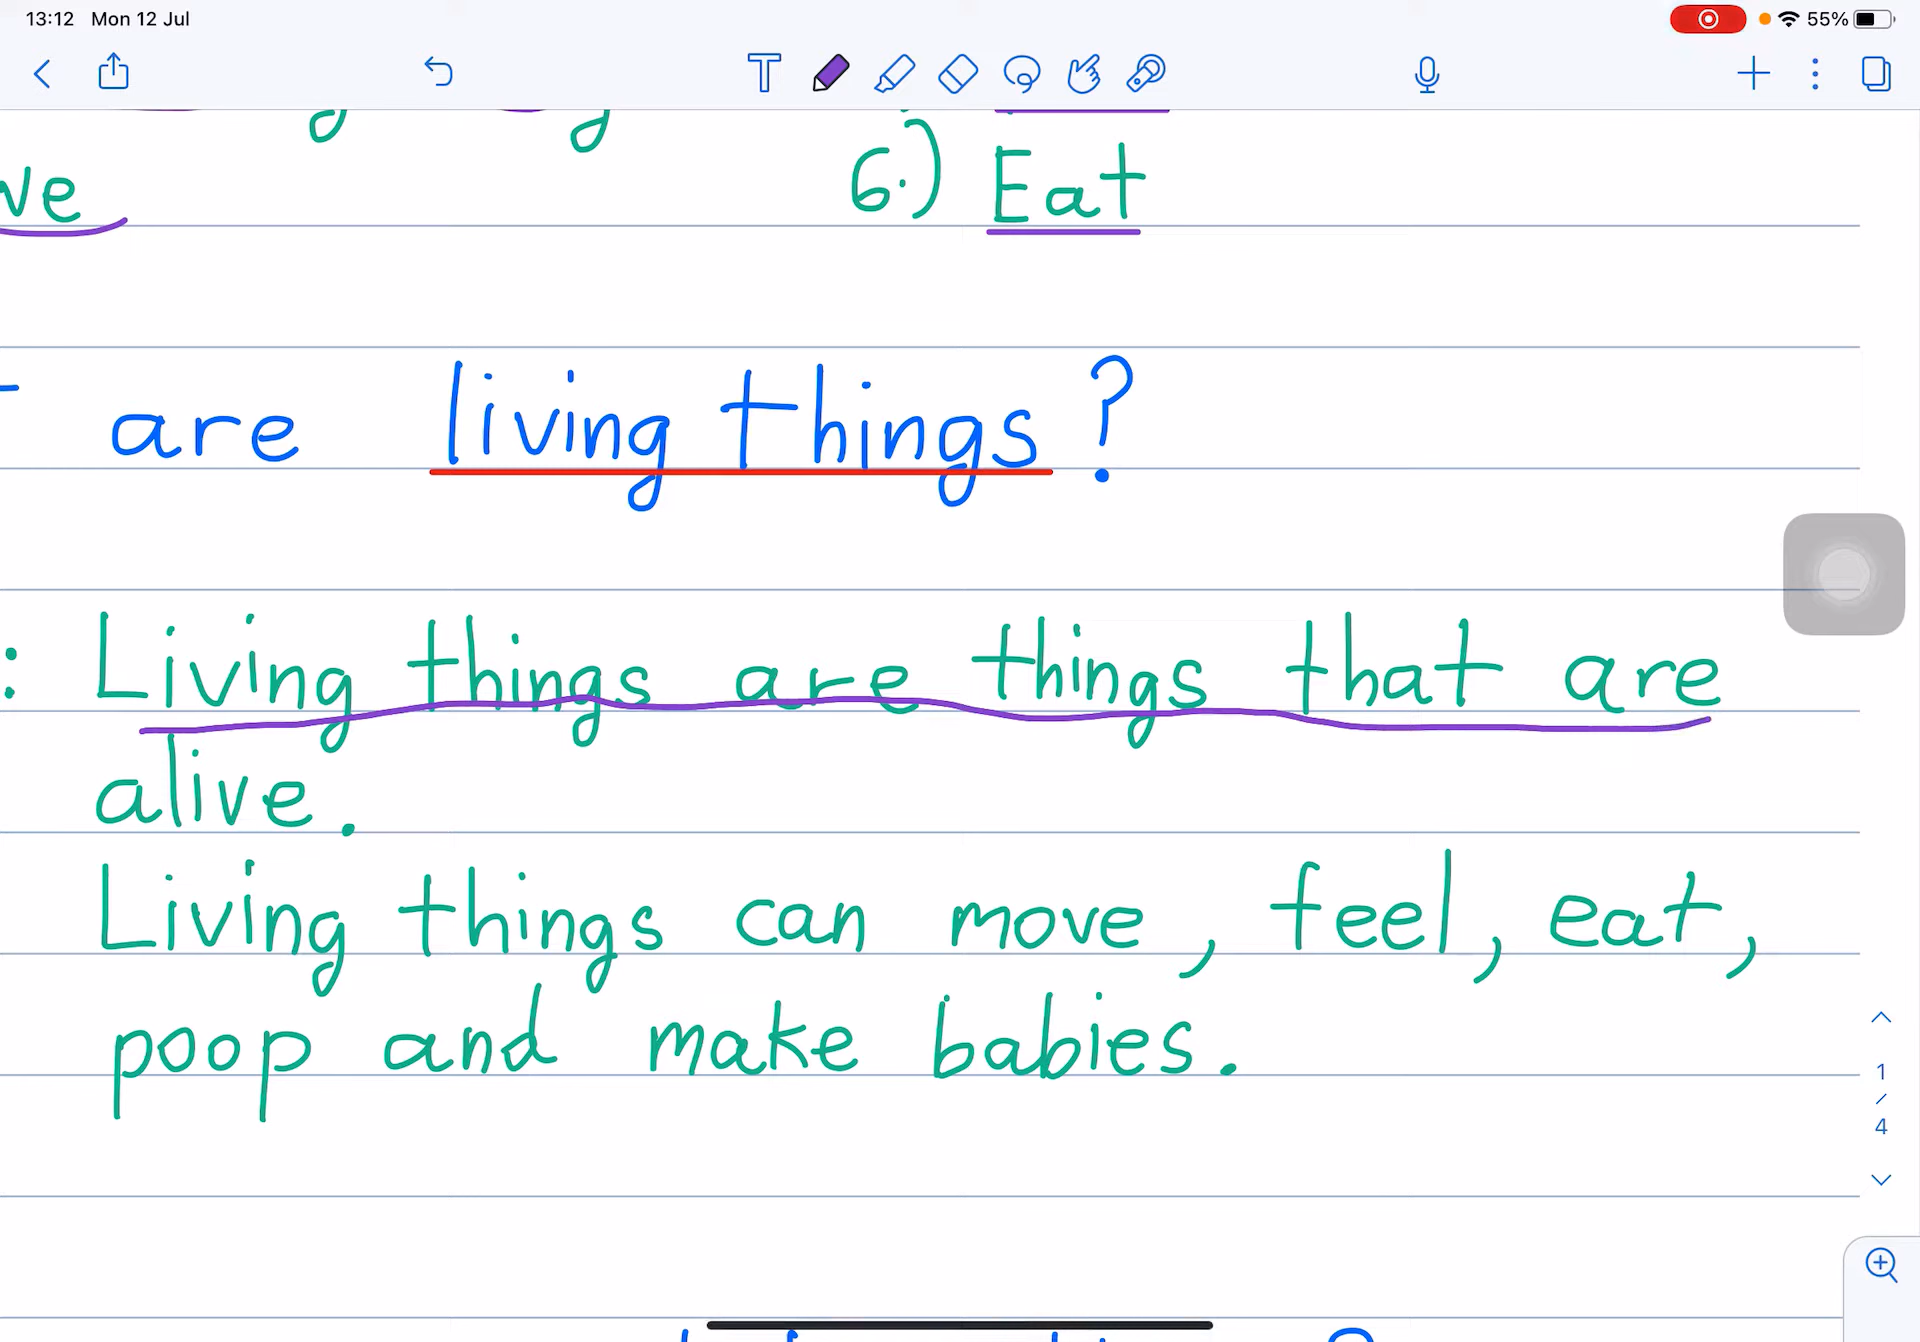 13:12 Mon 12 Jul 55%
ve 6.) Eat
are living things?
: Living things are things that are
alive.
Living things can move, feel, eat,
poop and make babies.
1
/
4